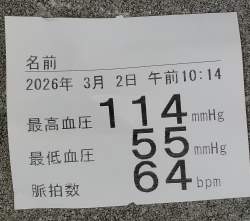 名前
2026年 3月 2日 午前10:14
最高血圧 114 mmHg
最低血圧 55 mmHg
脈拍数 64 bpm